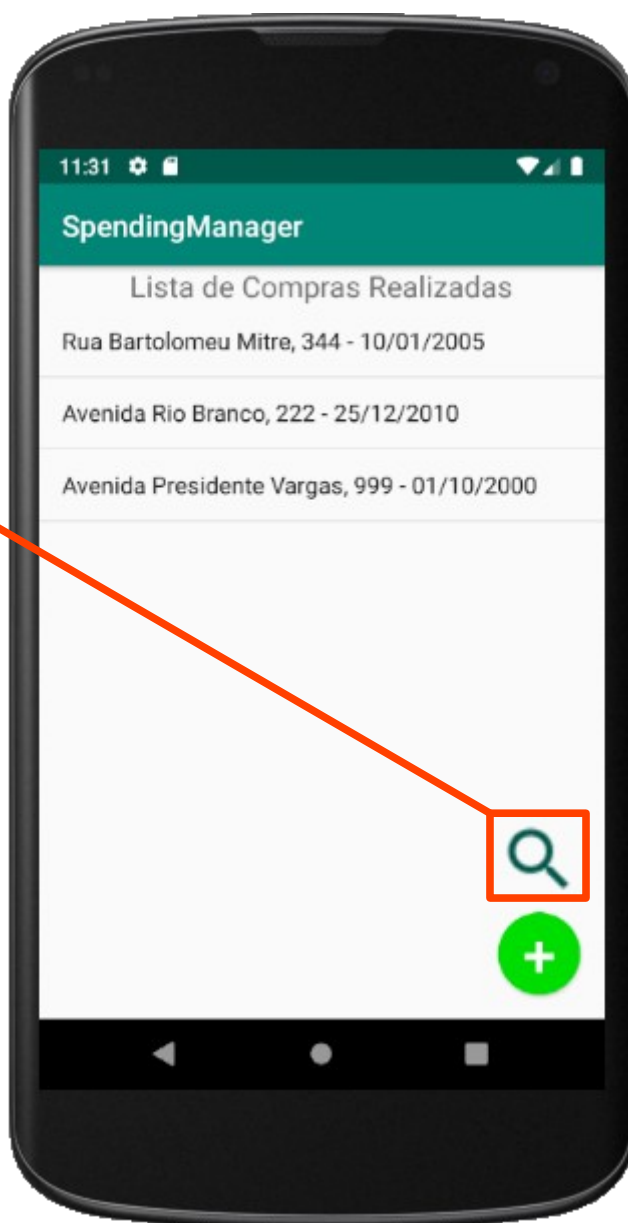 11:31
SpendingManager
Lista de Compras Realizadas
Rua Bartolomeu Mitre, 344 - 10/01/2005
Avenida Rio Branco, 222 - 25/12/2010
Avenida Presidente Vargas, 999 - 01/10/2000
+